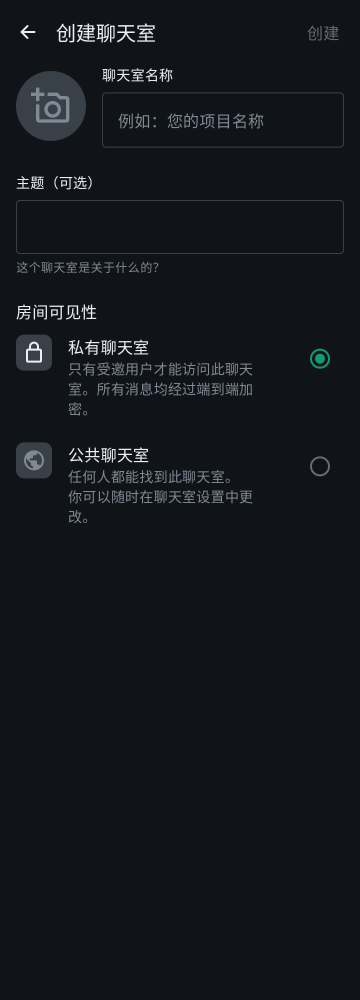 创建聊天室
创建
聊天室名称
例如：您的项目名称
主题（可选）
这个聊天室是关于什么的？
房间可见性
私有聊天室
只有受邀用户才能访问此聊天
室。所有消息均经过端到端加
密。
公共聊天室
任何人都能找到此聊天室。
你可以随时在聊天室设置中更
改。